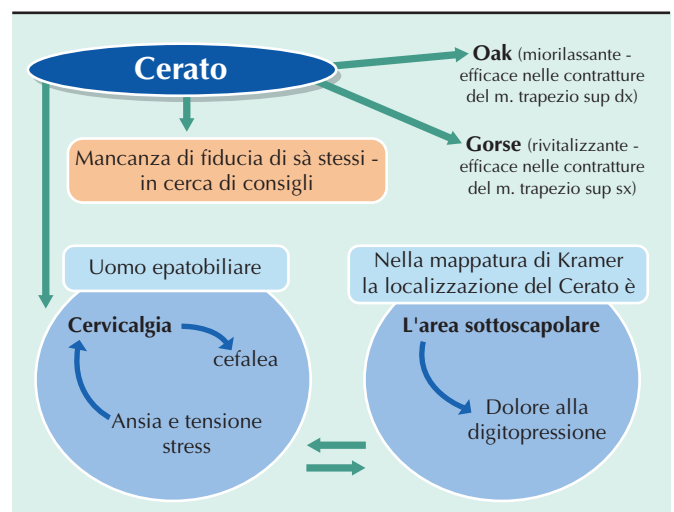 Cerato
Oak (miorilassante -
efficace nelle contratture
del m. trapezio sup dx)
Gorse (rivitalizzante -
efficace nelle contratture
del m. trapezio sup sx)
Mancanza di fiducia di sà stessi -
in cerca di consigli
Uomo epatobiliare
Cervicalgia
cefalea
Ansia e tensione
stress
Nella mappatura di Kramer
la localizzazione del Cerato è
L'area sottoscapolare
Dolore alla
digitopressione